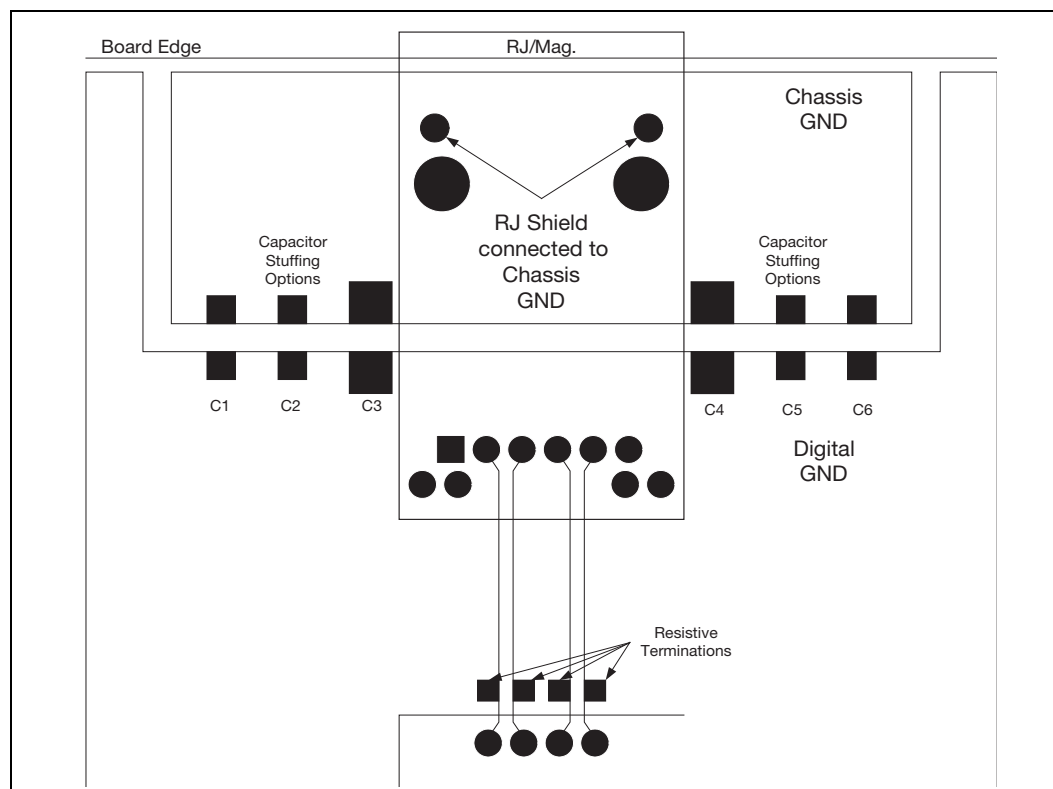 Board Edge
RJ/Mag.
Chassis
GND
RJ Shield
connected to
Chassis
GND
Capacitor
Stuffing
Options
Capacitor
Stuffing
Options
C1
C2
C3
C4
C5
C6
Digital
GND
Resistive
Terminations